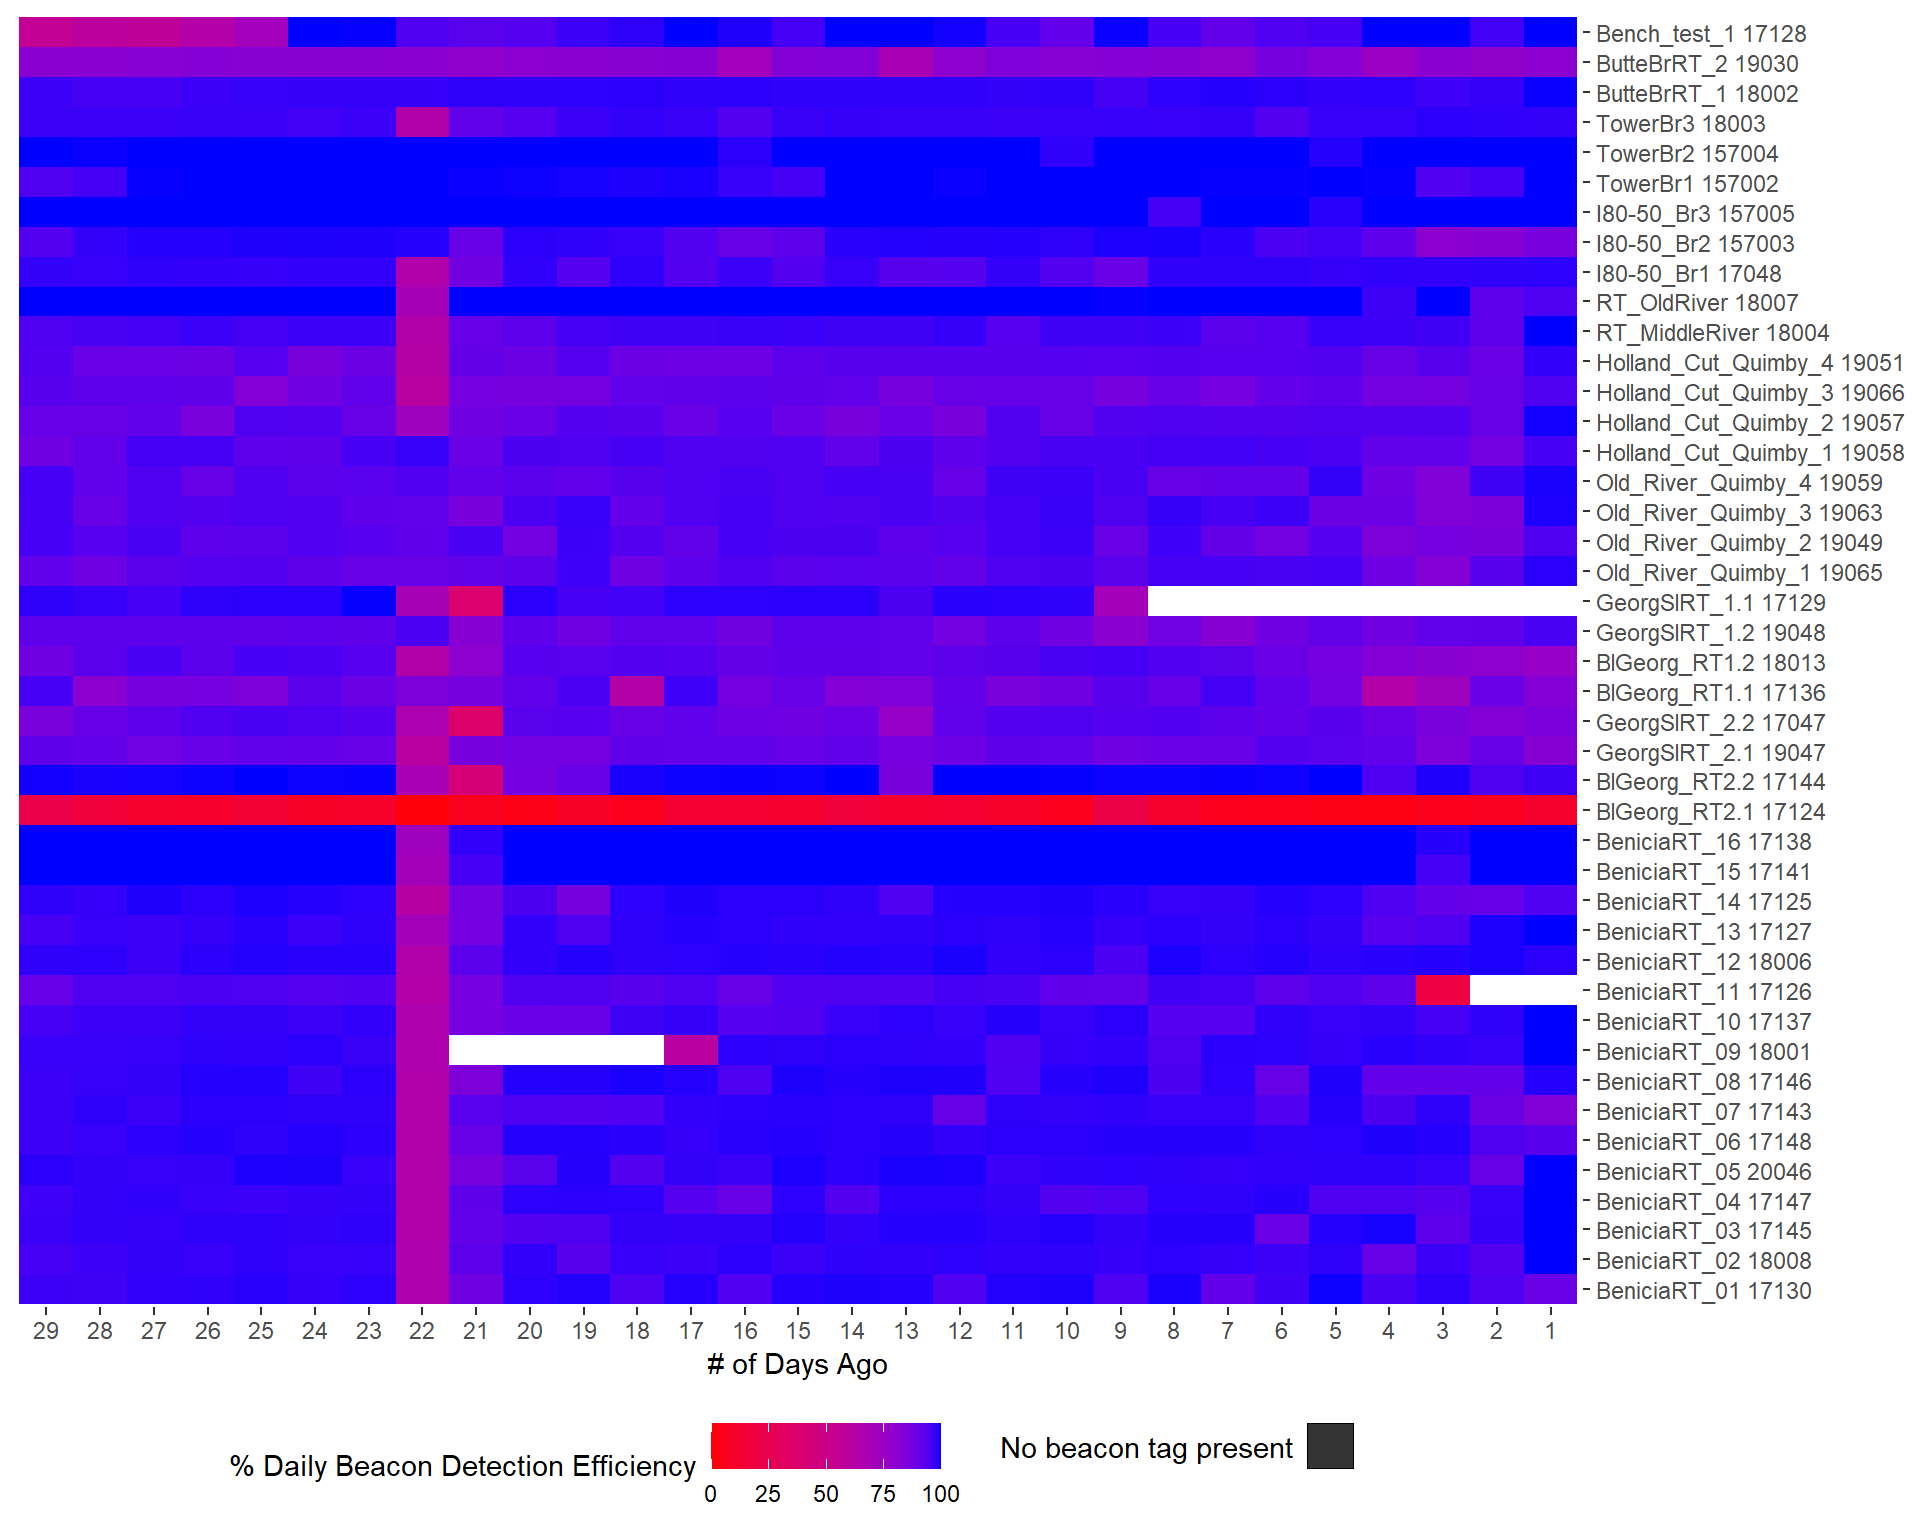 Bench_test_1 17128
ButteBrRT_2 19030
ButteBrRT_1 18002
TowerBr3 18003
TowerBr2 157004
TowerBr1 157002
I80-50_Br3 157005
I80-50_Br2 157003
I80-50_Br1 17048
RT_OldRiver 18007
RT_MiddleRiver 18004
Holland_Cut_Quimby_4 19051
Holland_Cut_Quimby_3 19066
Holland_Cut_Quimby_2 19057
Holland_Cut_Quimby_1 19058
Old_River_Quimby_4 19059
Old_River_Quimby_3 19063
Old_River_Quimby_2 19049
Old_River_Quimby_1 19065
GeorgSlRT_1.1 17129
GeorgSlRT_1.2 19048
BlGeorg_RT1.2 18013
BlGeorg_RT1.1 17136
GeorgSlRT_2.2 17047
GeorgSlRT_2.1 19047
BlGeorg_RT2.2 17144
BlGeorg_RT2.1 17124
BeniciaRT_16 17138
BeniciaRT_15 17141
BeniciaRT_14 17125
BeniciaRT_13 17127
BeniciaRT_12 18006
BeniciaRT_11 17126
BeniciaRT_10 17137
BeniciaRT_09 18001
BeniciaRT_08 17146
BeniciaRT_07 17143
BeniciaRT_06 17148
BeniciaRT_05 20046
BeniciaRT_04 17147
BeniciaRT_03 17145
BeniciaRT_02 18008
BeniciaRT_01 17130
29 28 27 26 25 24 23 22 21 20 19 18 17 16 15 14 13 12 11 10 9 8 7 6 5 4 3 2 1
# of Days Ago
% Daily Beacon Detection Efficiency
0 25 50 75 100
No beacon tag present